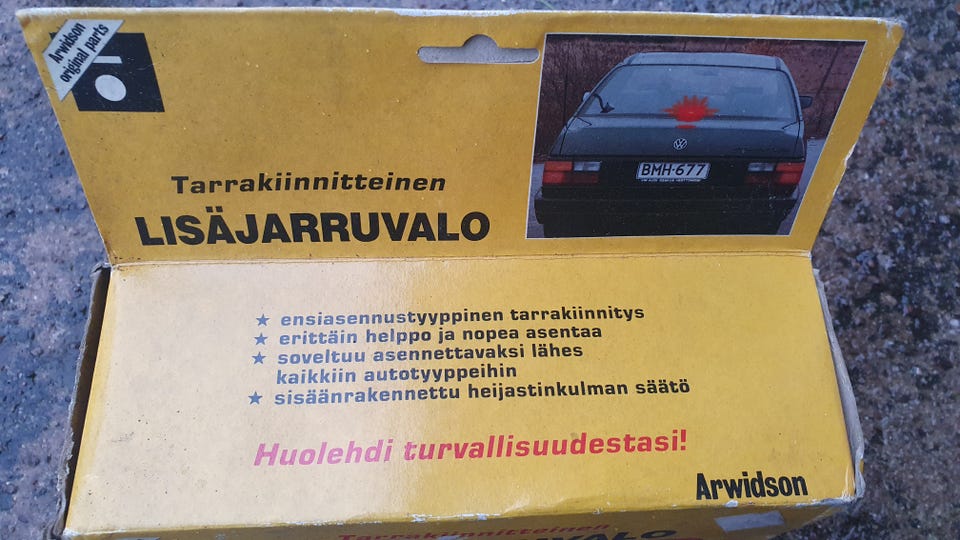 Arwidson
original parts
BMH-677
Tarrakiinnitteinen
LISÄJARRUVALO
★ ensiasennustyyppinen tarrakiinnitys
★ erittäin helppo ja nopea asentaa
★ soveltuu asennettavaksi lähes
kaikkiin autotyyppeihin
★ sisäänrakennettu heijastinkulman säätö
Huolehdi turvallisuudestasi!
Arwidson
Tarrakiinnitteinen